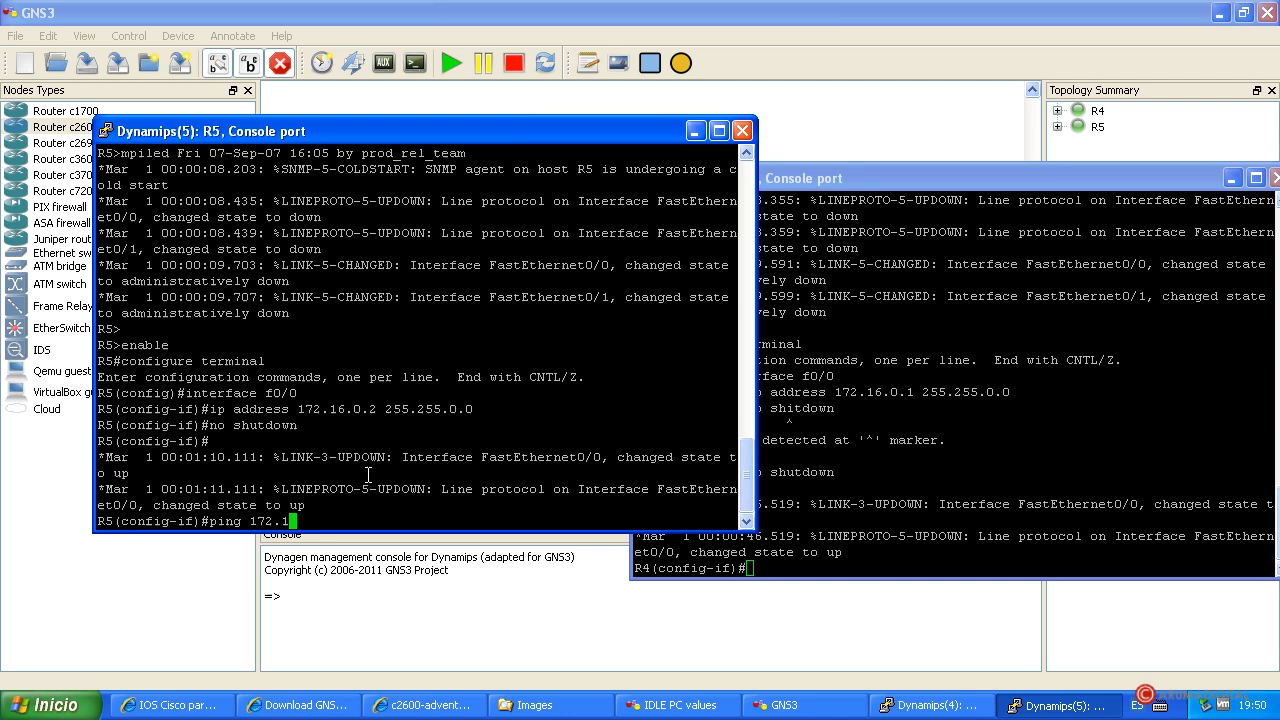 GNS3
File Edit View Control Device Annotate Help
AUX
Nodes Types
Router c1700
Router c260
Router c360
Router c370
Router c720
PIX firewall
ASA firewall
Juniper rout
Ethernet sw
ATM bridge
ATM switch
Frame Relay
EtherSwitch
IDS
Qemu guest
VirtualBox gu
Cloud
Topology Summary
R4
R5
Dynamips(5): R5, Console port
R5>mpiled Fri 07-Sep-07 16:05 by prod_rel_team
*Mar 1 00:00:08.203: %SNMP-5-COLDSTART: SNMP agent on host R5 is undergoing a c
old start
*Mar 1 00:00:08.435: %LINEPROTO-5-UPDOWN: Line protocol on Interface FastEthern
et0/0, changed state to down
*Mar 1 00:00:08.439: %LINEPROTO-5-UPDOWN: Line protocol on Interface FastEthern
et0/1, changed state to down
*Mar 1 00:00:09.703: %LINK-5-CHANGED: Interface FastEthernet0/0, changed state
to administratively down
*Mar 1 00:00:09.707: %LINK-5-CHANGED: Interface FastEthernet0/1, changed state
to administratively down
R5>
R5>enable
R5#configure terminal
Enter configuration commands, one per line. End with CNTL/Z.
R5(config)#interface f0/0
R5(config-if)#ip address 172.16.0.2 255.255.0.0
R5(config-if)#no shutdown
R5(config-if)#
*Mar 1 00:01:10.111: %LINK-3-UPDOWN: Interface FastEthernet0/0, changed state t
o up
*Mar 1 00:01:11.111: %LINEPROTO-5-UPDOWN: Line protocol on Interface FastEthern
et0/0, changed state to up
R5(config-if)#ping 172.1
, Console port
3.355: %LINEPROTO-5-UPDOWN: Line protocol on Interface FastEthern
state to down
3.359: %LINEPROTO-5-UPDOWN: Line protocol on Interface FastEthern
state to down
9.591: %LINK-5-CHANGED: Interface FastEthernet0/0, changed state
ively down
9.599: %LINK-5-CHANGED: Interface FastEthernet0/1, changed state
ively down
rminal
tion commands, one per line. End with CNTL/Z.
rface f0/0
p address 172.16.0.1 255.255.0.0
o shitdown
^
detected at '^' marker.
o shutdown
.519: %LINK-3-UPDOWN: Interface FastEthernet0/0, changed state t
*Mar 1 00:00:46.519: %LINEPROTO-5-UPDOWN: Line protocol on Interface FastEthern
et0/0, changed state to up
R4(config-if)#
Console
Dynagen management console for Dynamips (adapted for GNS3)
Copyright (c) 2006-2011 GNS3 Project
=>
Inicio
IOS Cisco par...
Download GNS...
c2600-advent...
Images
IDLE PC values
GNS3
Dynamips(4): ...
Dynamips(5): ...
ES
19:50